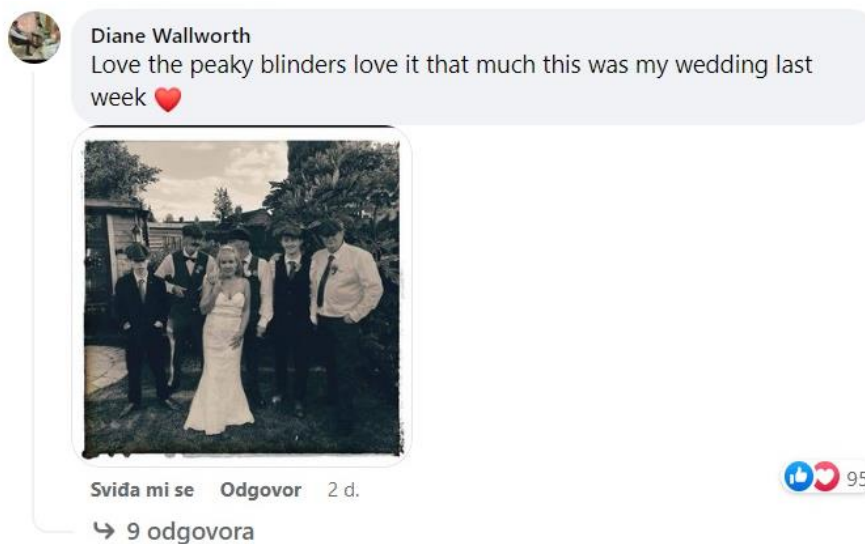 Diane Wallworth
Love the peaky blinders love it that much this was my wedding last
week ❤️
Sviđa mi se Odgovor 2 d.
95
9 odgovora